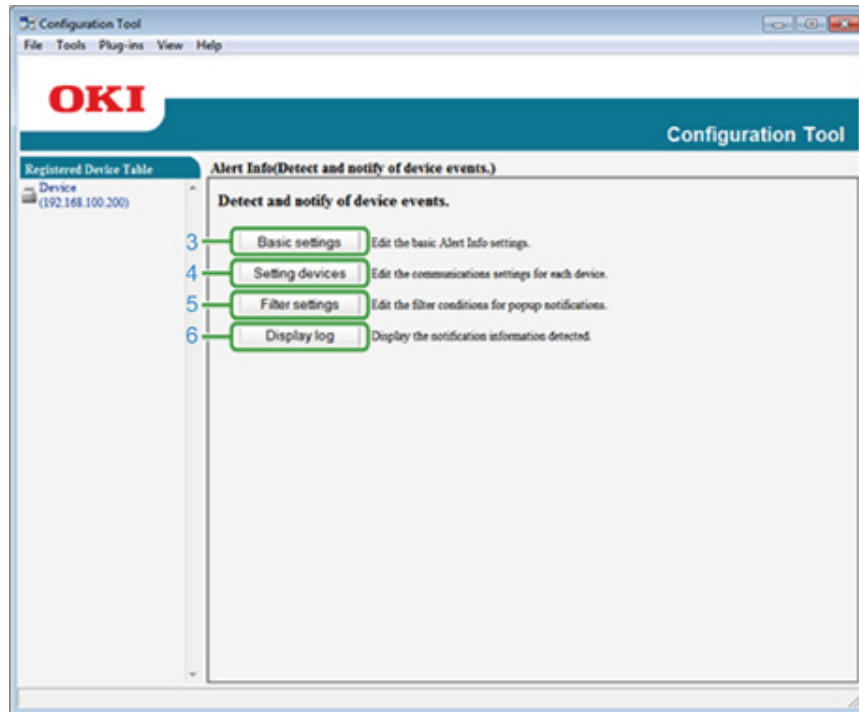 Configuration Tool
File Tools Plug-ins View Help
OKI
Configuration Tool
Registered Device Table
Alert Info(Detect and notify of device events.)
Device
(192.168.100.200)
Detect and notify of device events.
3 Basic settings Edit the basic Alert Info settings.
4 Setting devices Edit the communications settings for each device.
5 Filter settings Edit the filter conditions for popup notifications.
6 Display log Display the notification information detected.